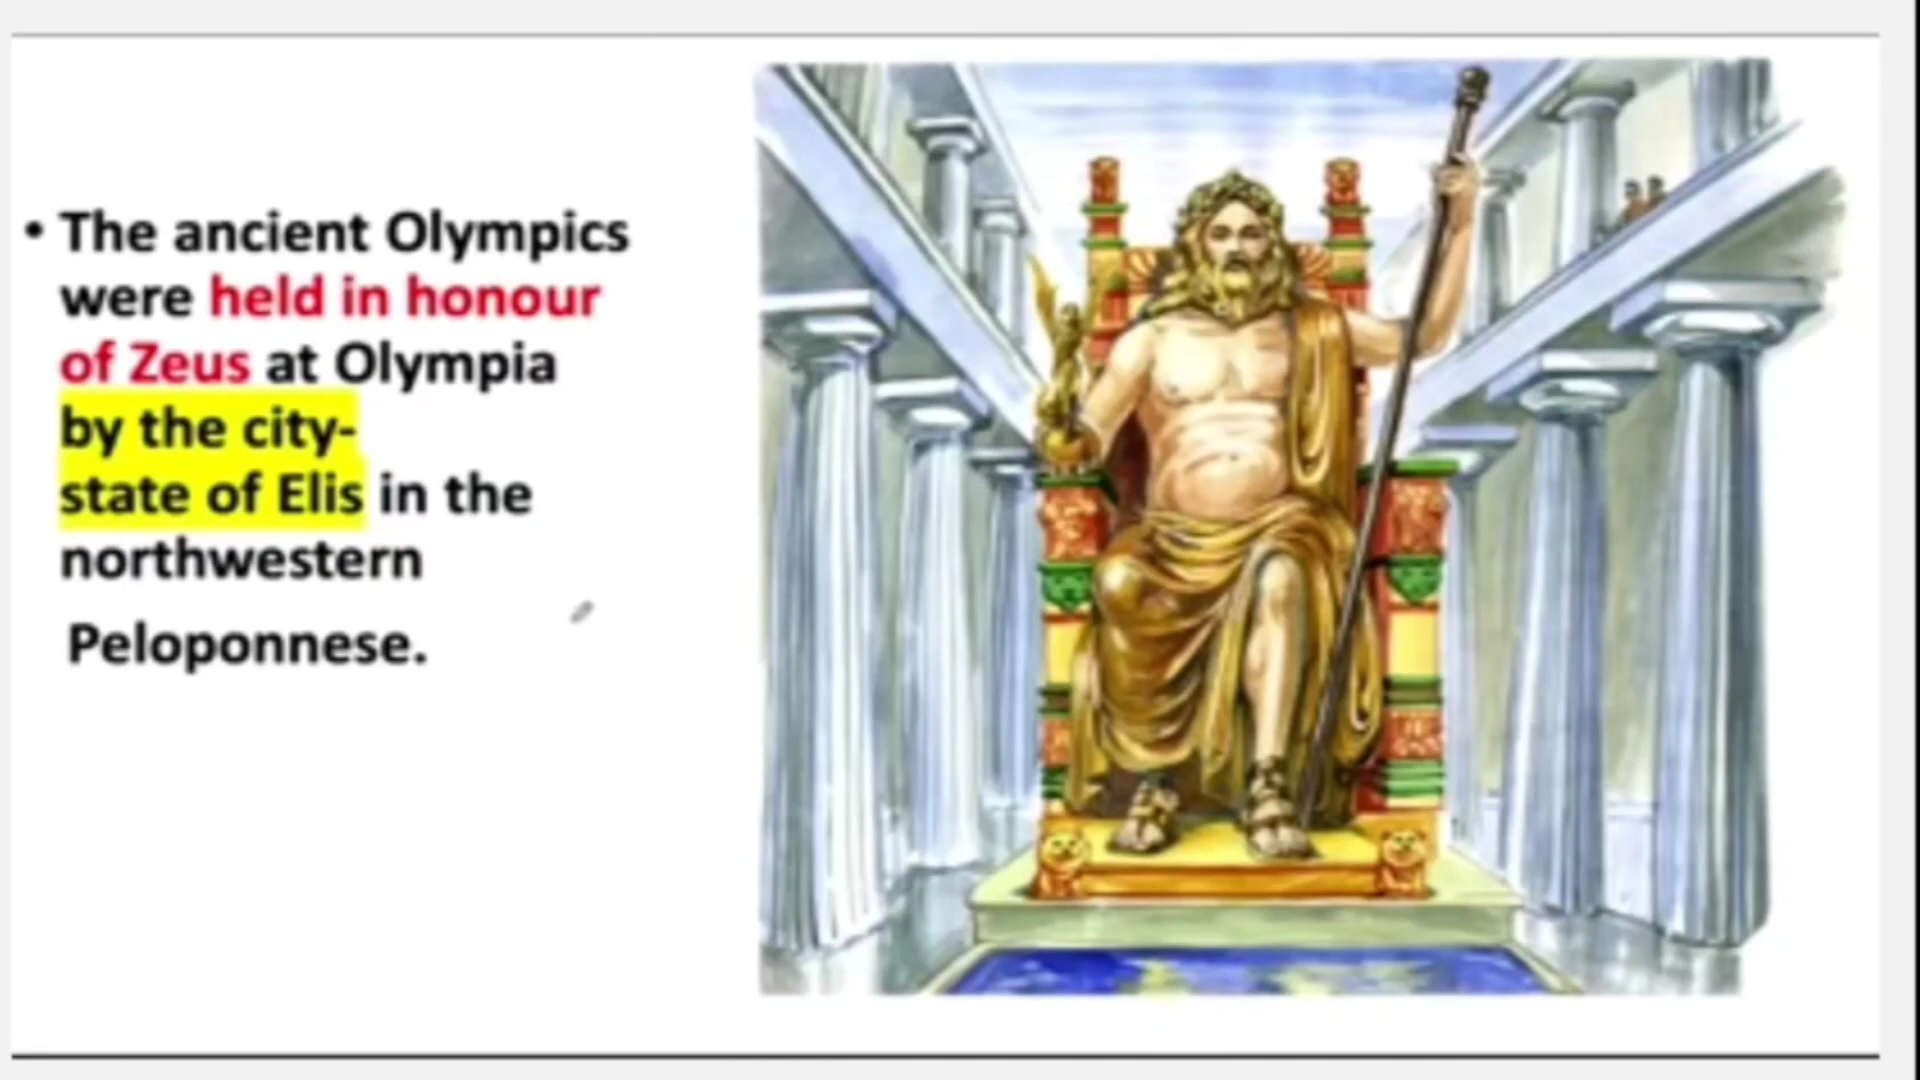 • The ancient Olympics
were held in honour
of Zeus at Olympia
by the city-
state of Elis in the
northwestern
Peloponnese.